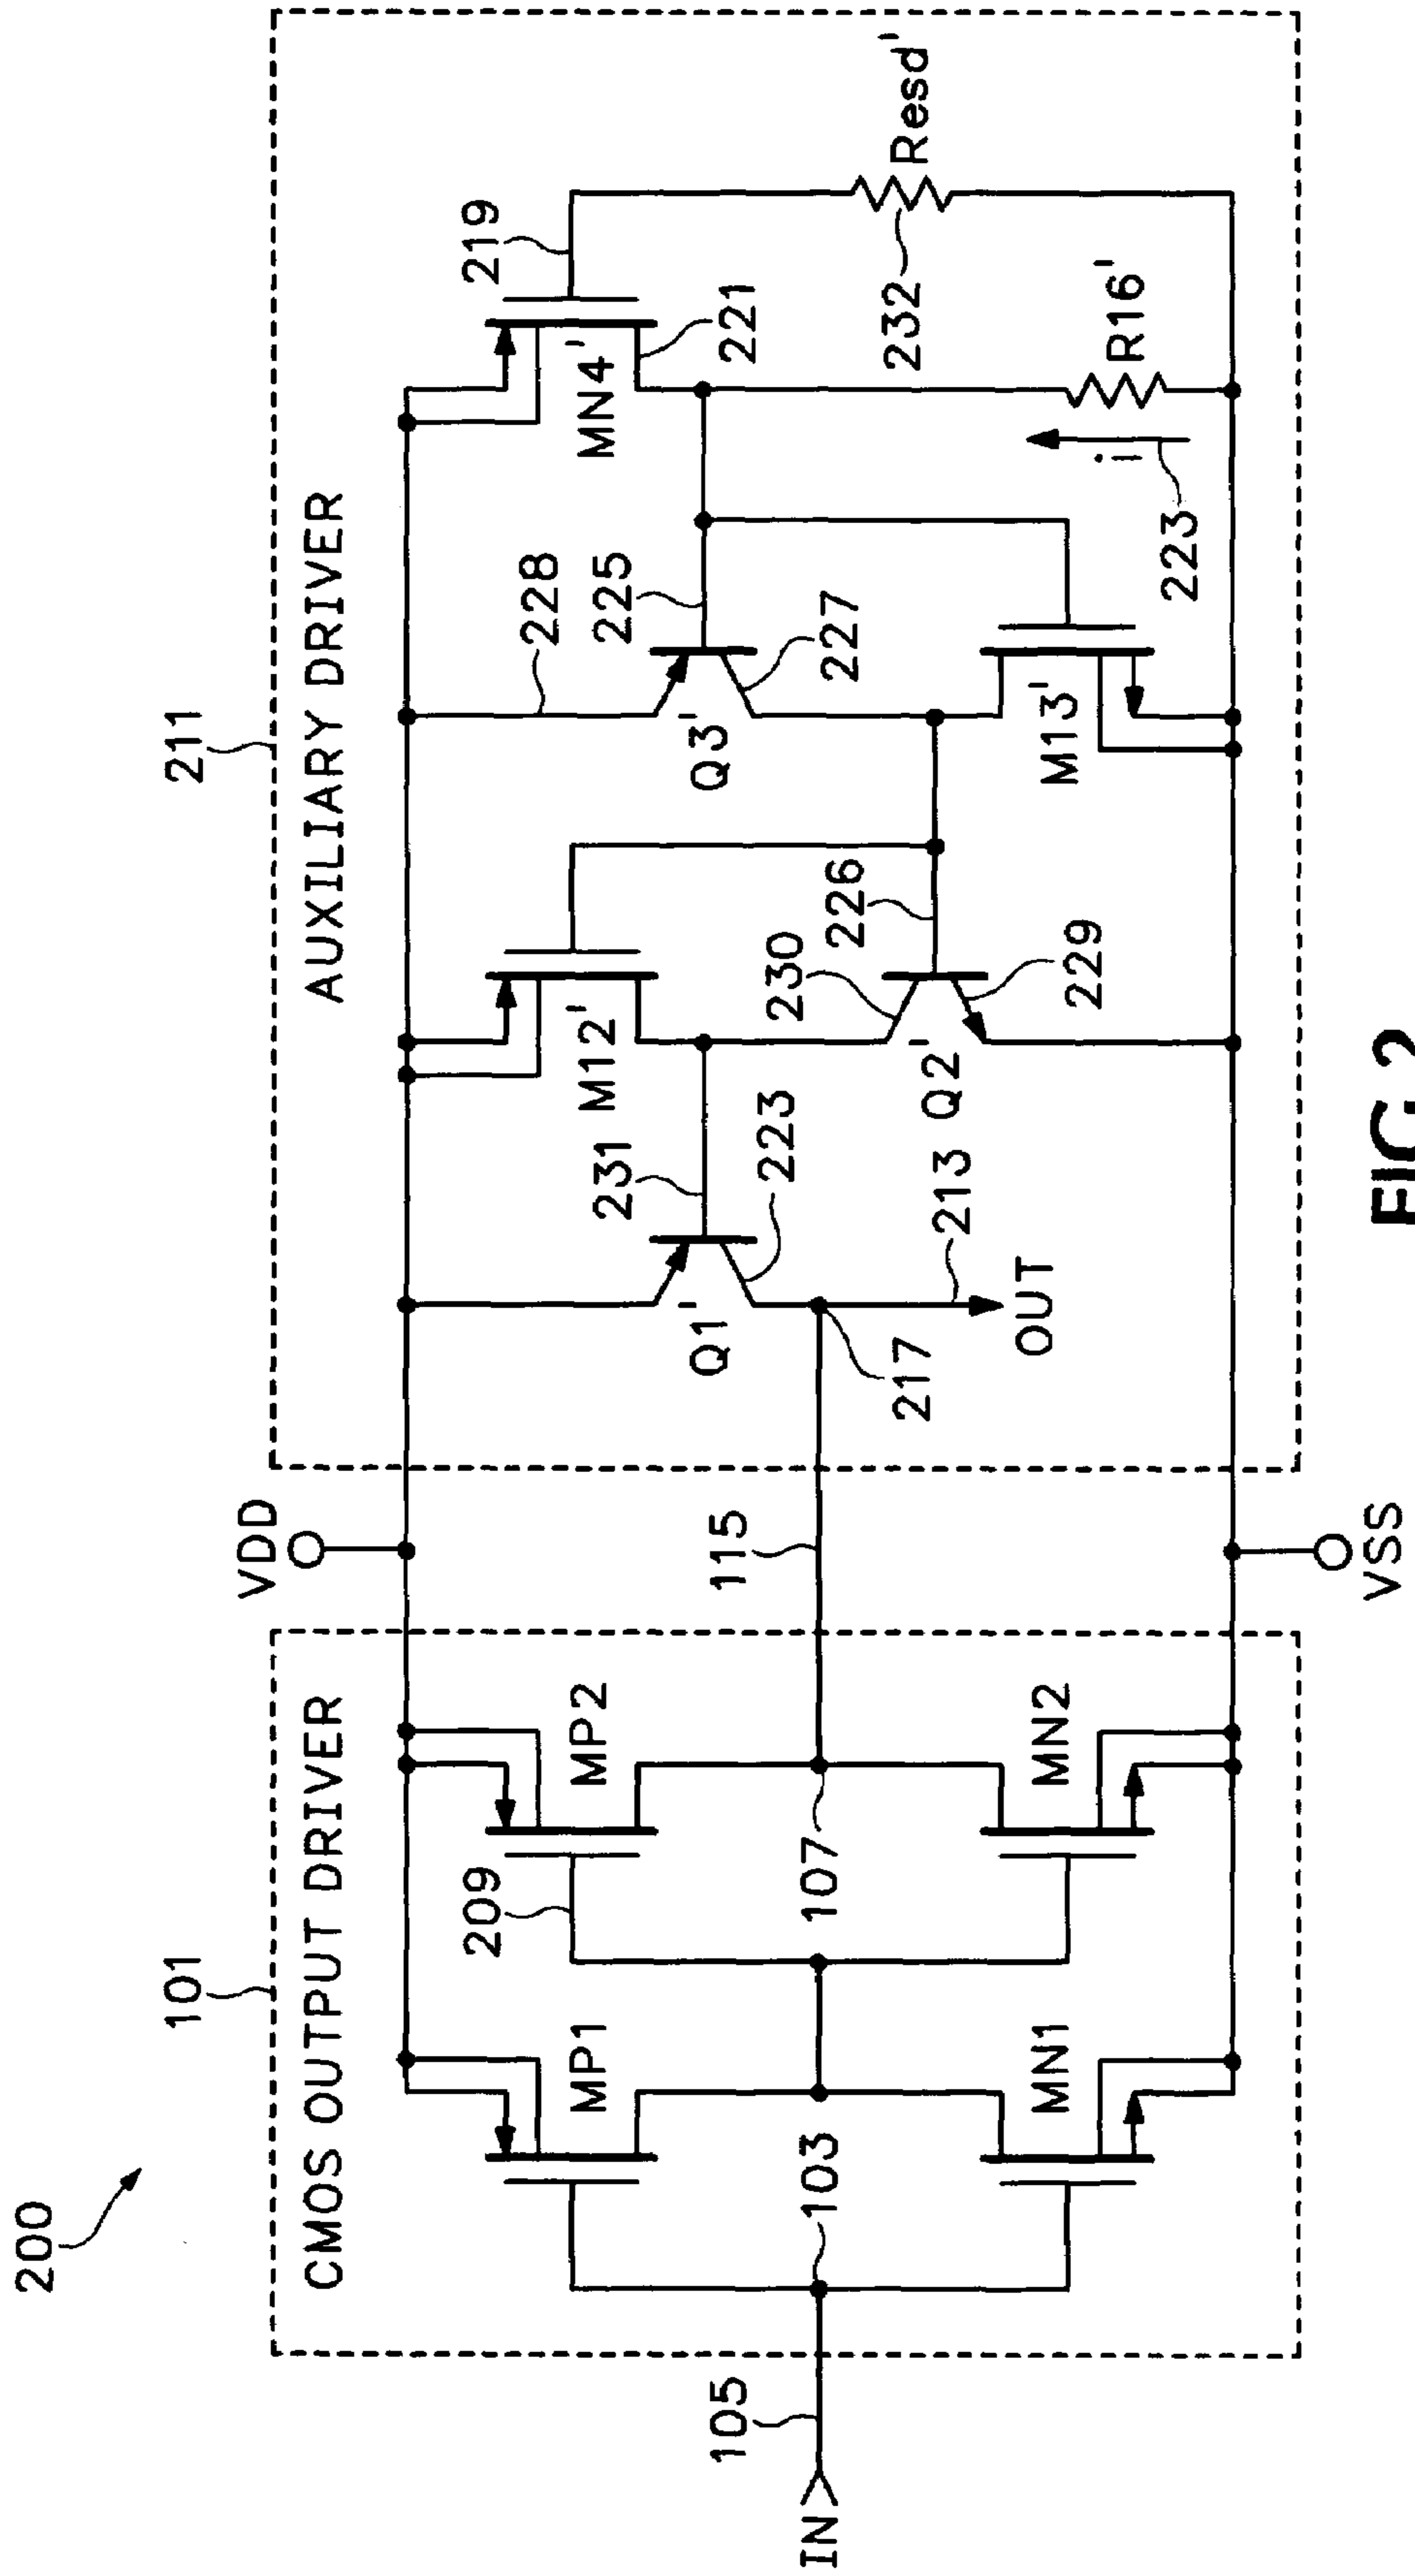 200
101
CMOS OUTPUT DRIVER
VDD
211
AUXILIARY DRIVER
209
MP1
MP2
M12'
MN4'
219
231
Q1'
228
225
Q3'
221
105
IN
103
107
115
223
230
226
227
Resd'
232
217
213
OUT
Q2'
229
MN1
MN2
M13'
i
R16'
223
VSS
FIG. 2